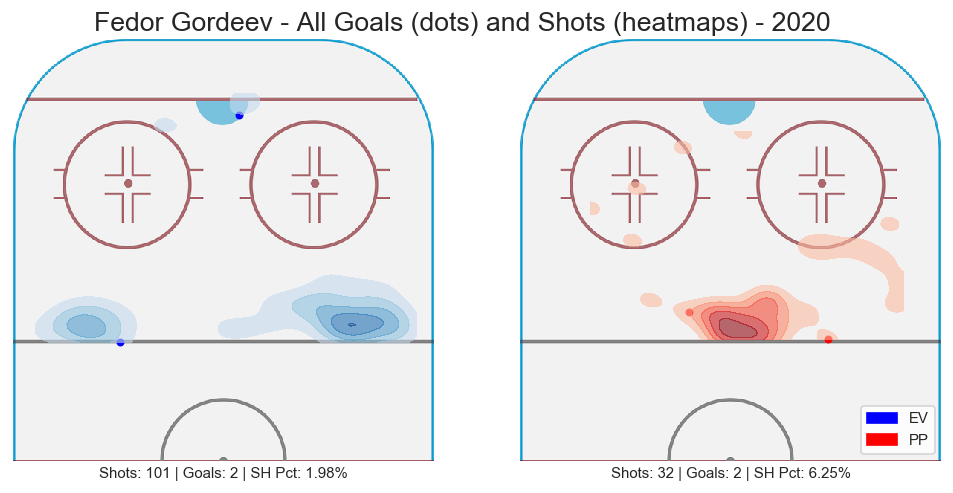 Fedor Gordeev - All Goals (dots) and Shots (heatmaps) - 2020
EV
PP
Shots: 101 | Goals: 2 | SH Pct: 1.98%
Shots: 32 | Goals: 2 | SH Pct: 6.25%